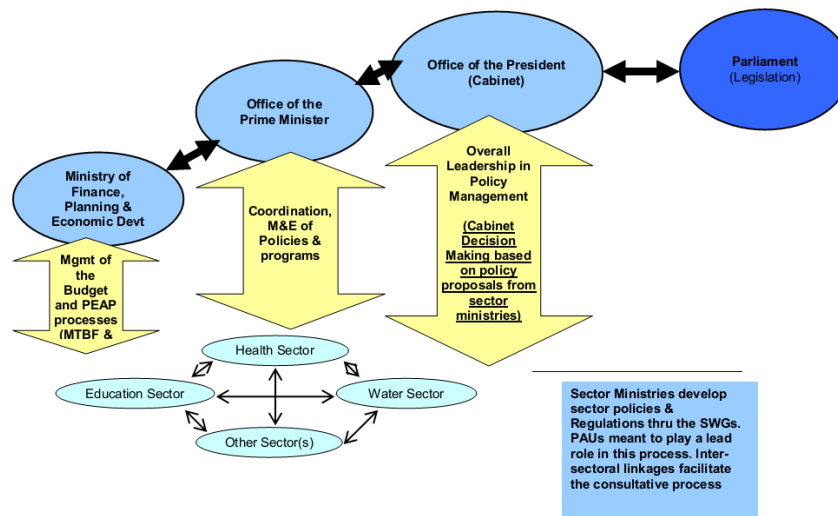 Parliament
(Legislation)
Office of the President
(Cabinet)
Office of the
Prime Minister
Ministry of
Finance,
Planning &
Economic Devt
Overall
Leadership in
Policy
Management
(Cabinet
Decision
Making based
on policy
proposals from
sector
ministries)
Coordination,
M&E of
Policies &
programs
Mgmt of
the
Budget
and PEAP
processes
(MTBF &
Health Sector
Education Sector
Water Sector
Other Sector(s)
Sector Ministries develop
sector policies &
Regulations thru the SWGs.
PAUs meant to play a lead
role in this process. Inter-
sectoral linkages facilitate
the consultative process